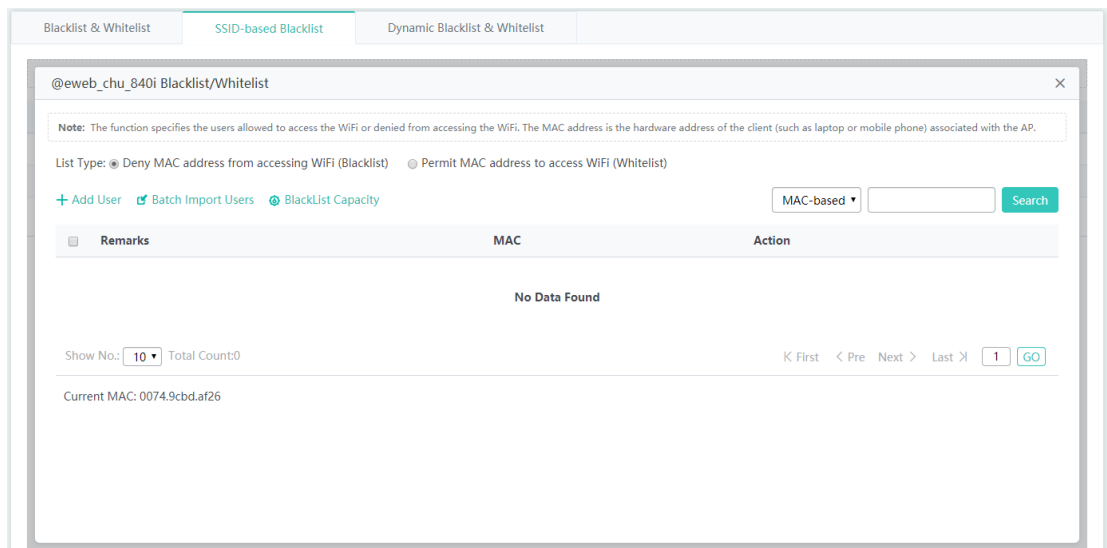 Blacklist & Whitelist SSID-based Blacklist Dynamic Blacklist & Whitelist
@eweb_chu_840i Blacklist/Whitelist
Note: The function specifies the users allowed to access the WiFi or denied from accessing the WiFi. The MAC address is the hardware address of the client (such as laptop or mobile phone) associated with the AP.
List Type: Deny MAC address from accessing WiFi (Blacklist) Permit MAC address to access WiFi (Whitelist)
Add User Batch Import Users BlackList Capacity MAC-based Search
Remarks MAC Action
No Data Found
Show No.: 10 Total Count:0 First Pre Next Last 1 GO
Current MAC: 0074.9cbd.af26